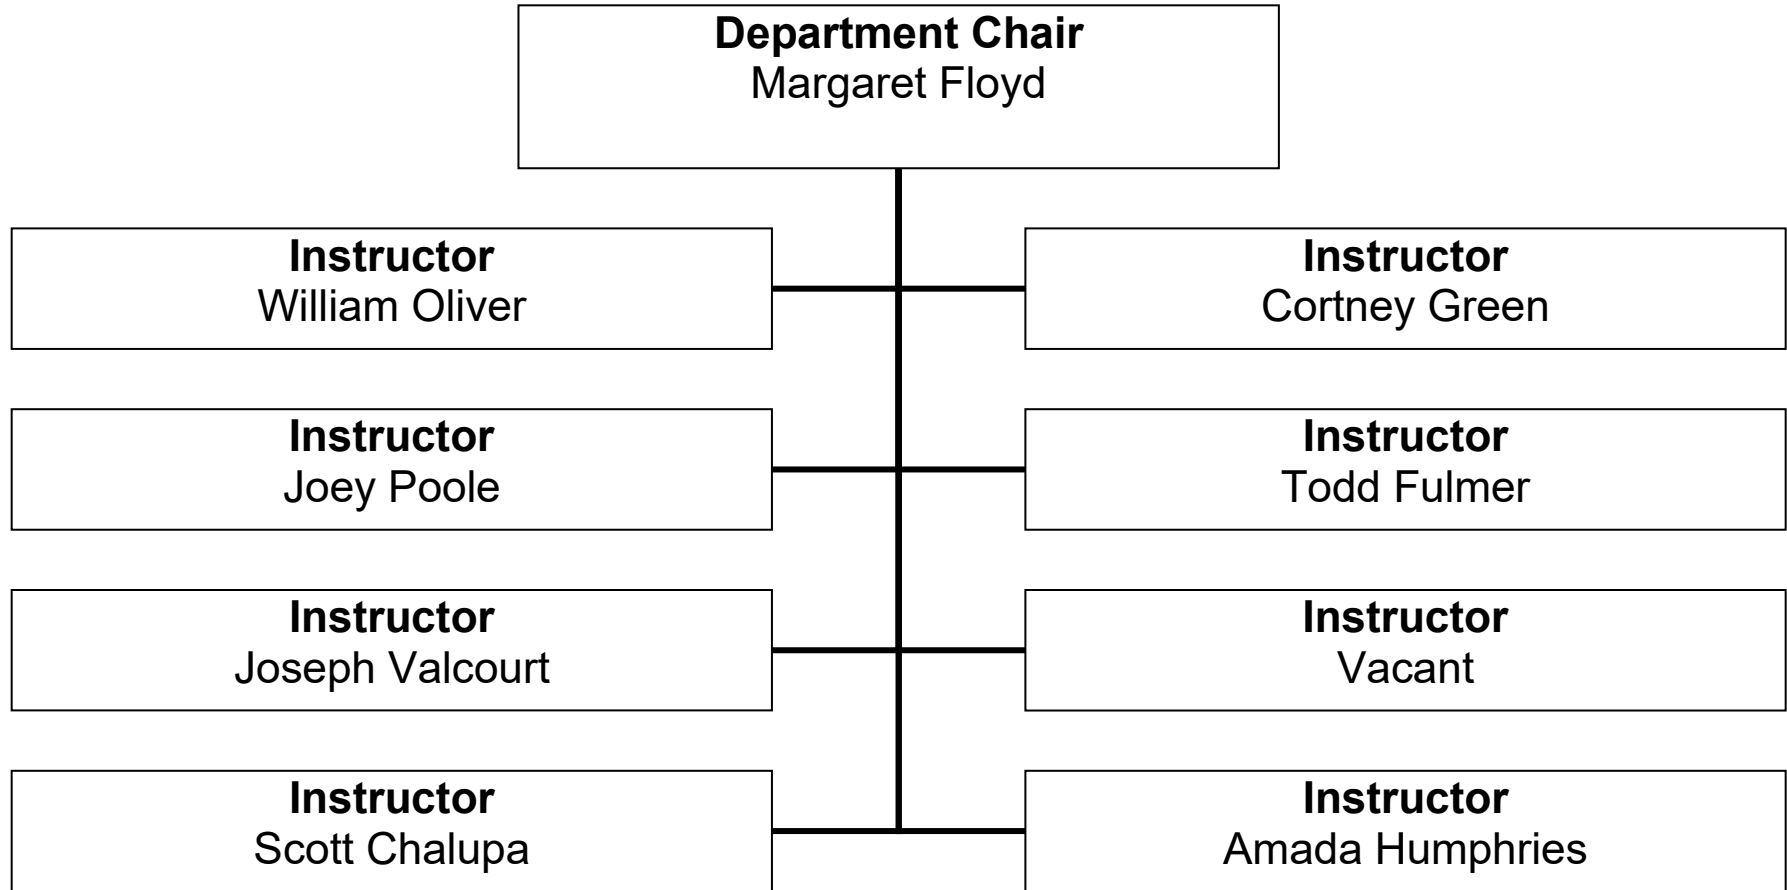 Department Chair
Margaret Floyd
Instructor
William Oliver
Instructor
Cortney Green
Instructor
Joey Poole
Instructor
Todd Fulmer
Instructor
Joseph Valcourt
Instructor
Vacant
Instructor
Scott Chalupa
Instructor
Amada Humphries